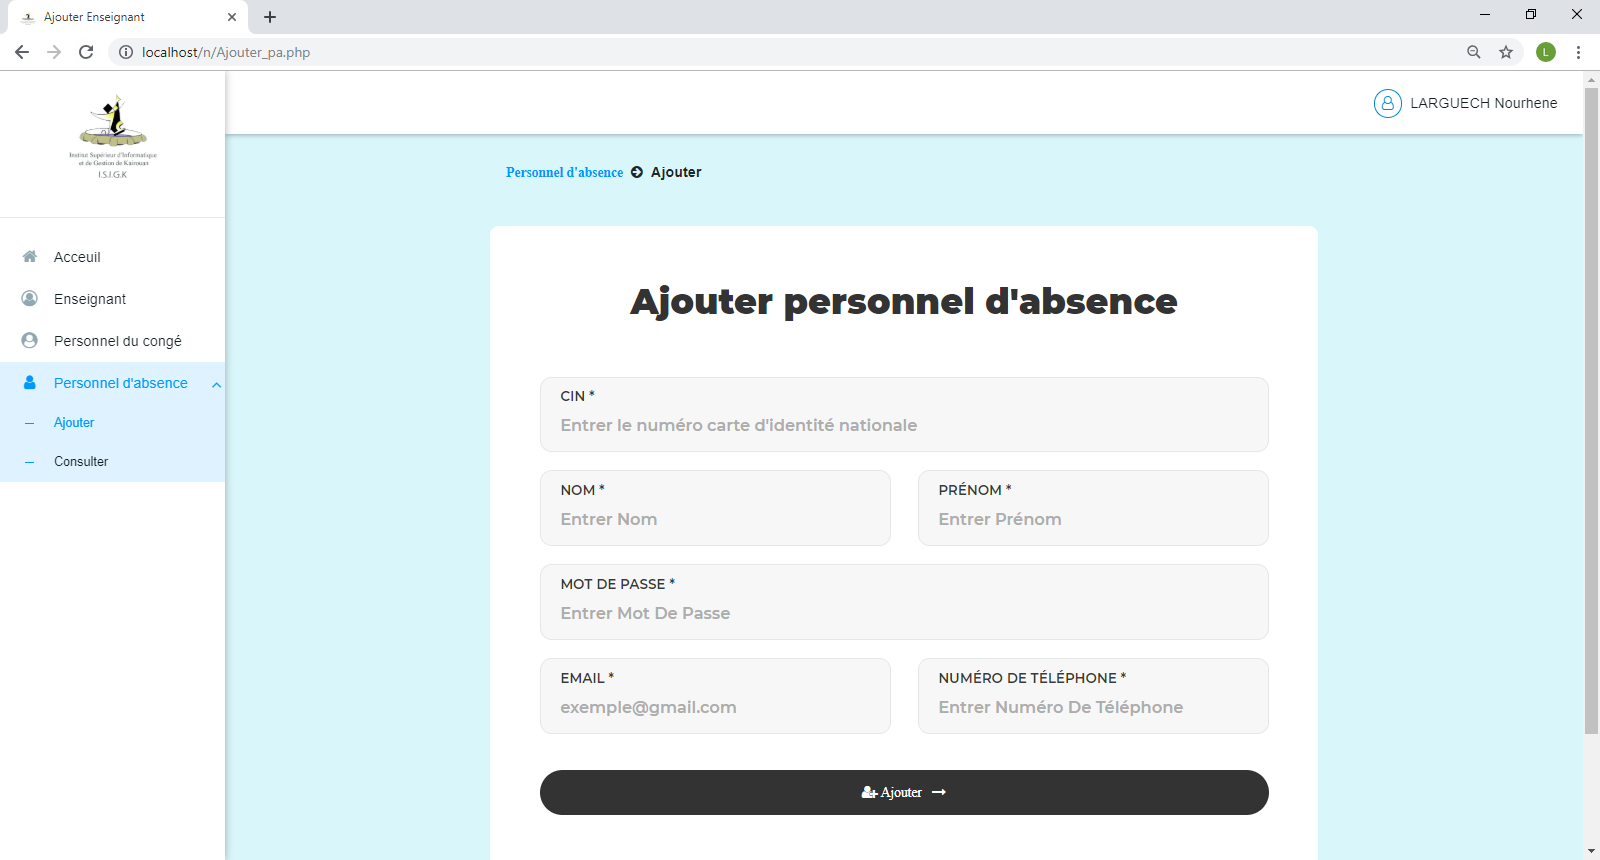 Ajouter Enseignant
localhost/n/Ajouter_pa.php
L
Institut Supérieur d'Informatique
et de Gestion de Kairouan
I.S.I.G.K
LARGUECH Nourhene
Acceuil
Enseignant
Personnel du congé
Personnel d'absence
Ajouter
Consulter
Personnel d'absence Ajouter
Ajouter personnel d'absence
CIN *
Entrer le numéro carte d'identité nationale
NOM *
Entrer Nom
PRÉNOM *
Entrer Prénom
MOT DE PASSE *
Entrer Mot De Passe
EMAIL *
exemple@gmail.com
NUMÉRO DE TÉLÉPHONE *
Entrer Numéro De Téléphone
Ajouter